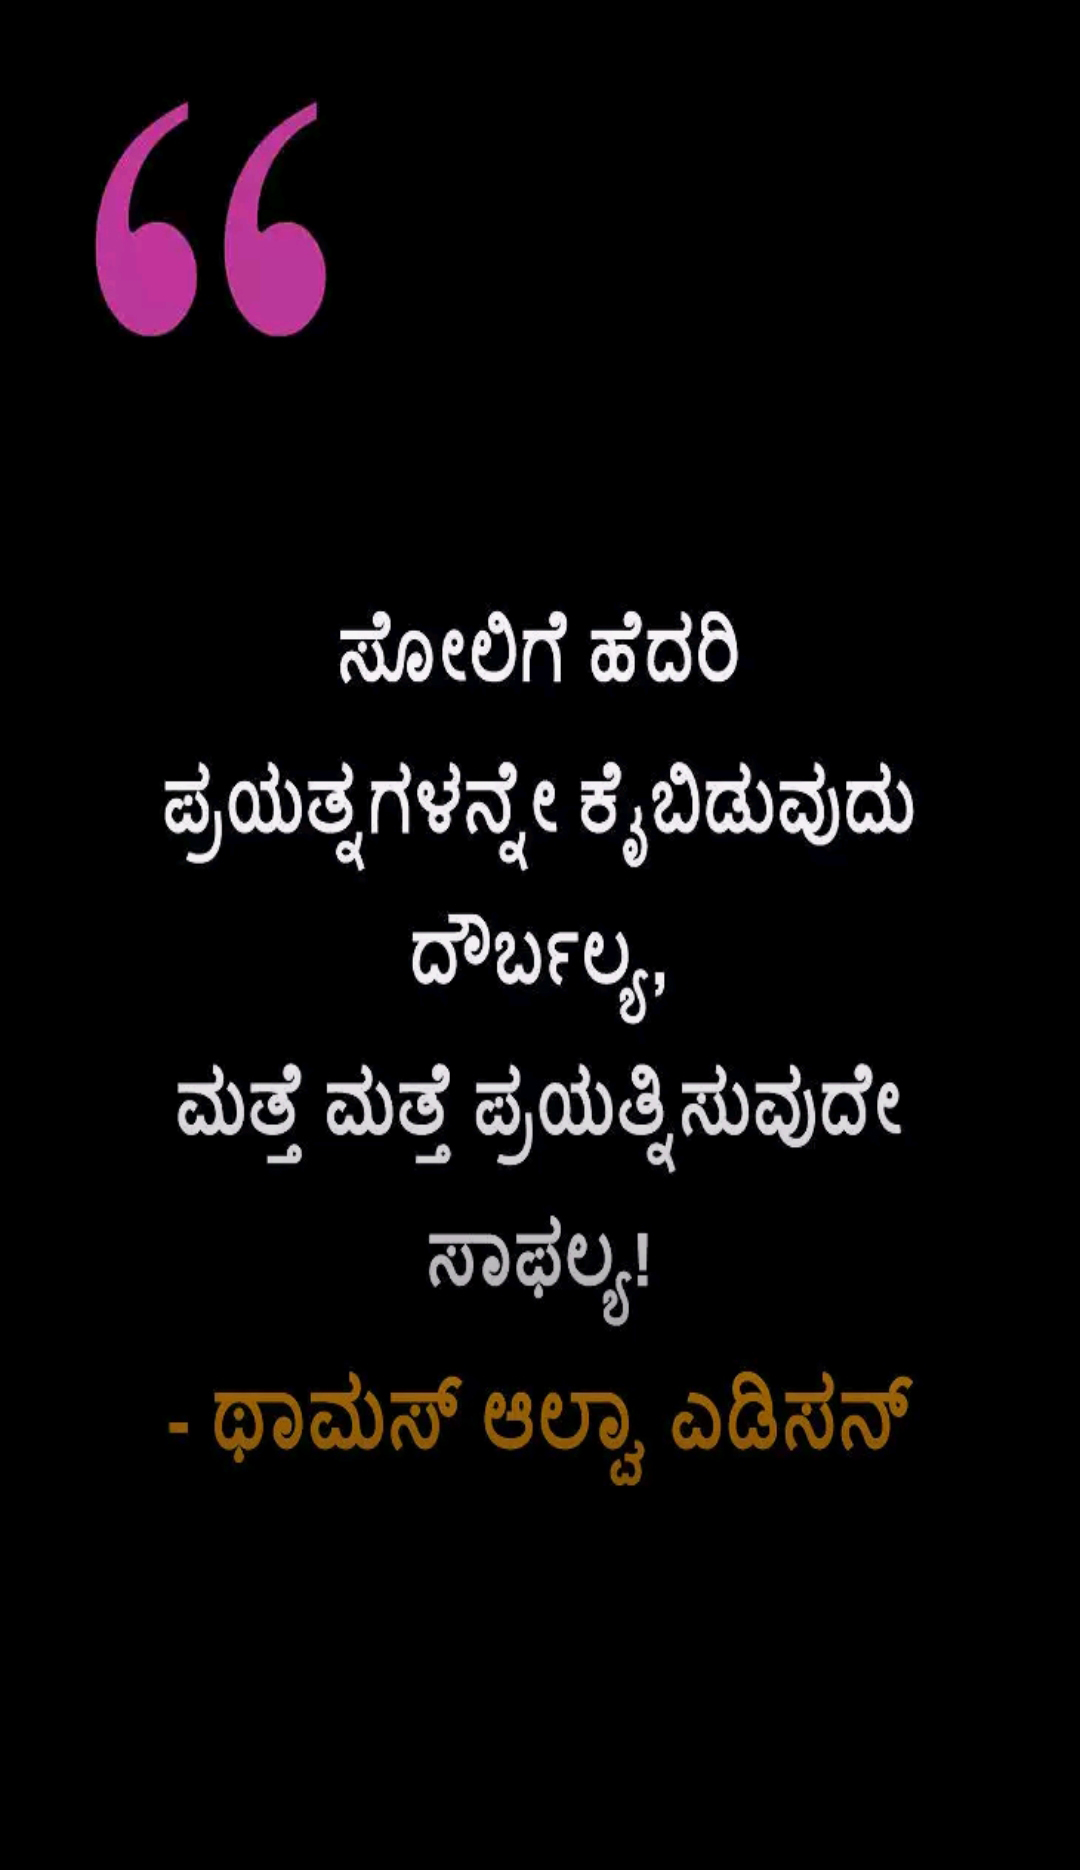 “
ಸೋಲಿಗೆ ಹೆದರಿ
ಪ್ರಯತ್ನಗಳನ್ನೇ ಕೈಬಿಡುವುದು
ದೌರ್ಬಲ್ಯ,
ಮತ್ತೆ ಮತ್ತೆ ಪ್ರಯತ್ನಿಸುವುದೇ
ಸಾಫಲ್ಯ!
- ಥಾಮಸ್ ಆಲ್ವಾ ಎಡಿಸನ್